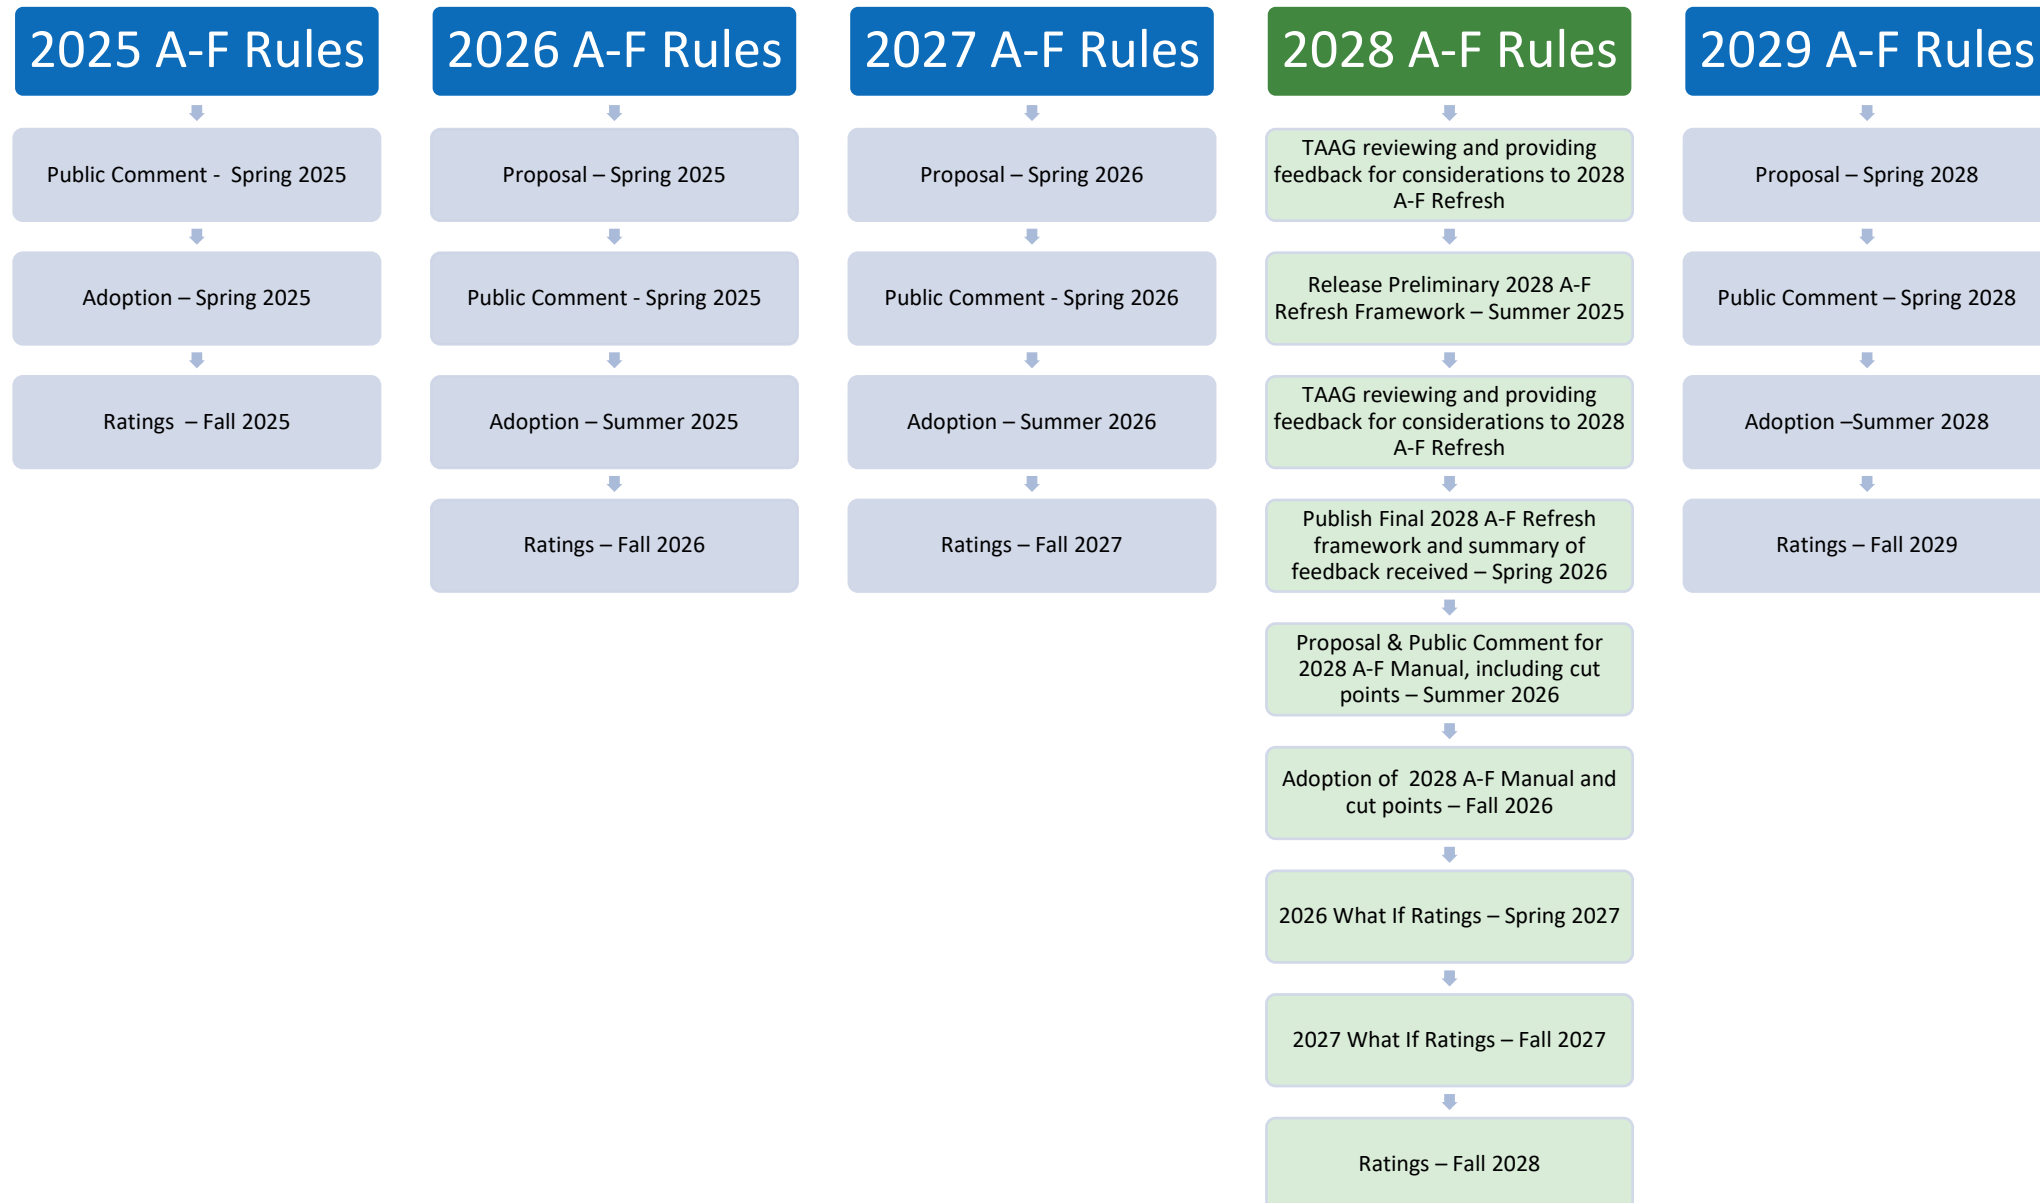 2025 A-F Rules
Public Comment -  Spring 2025
Adoption – Spring 2025
Ratings  – Fall 2025
2026 A-F Rules
Proposal – Spring 2025
Public Comment - Spring 2025
Adoption – Summer 2025
Ratings – Fall 2026
2027 A-F Rules
Proposal – Spring 2026
Public Comment - Spring 2026
Adoption – Summer 2026
Ratings – Fall 2027
2028 A-F Rules
TAAG reviewing and providing
feedback for considerations to 2028
A-F Refresh
Release Preliminary 2028 A-F
Refresh Framework – Summer 2025
TAAG reviewing and providing
feedback for considerations to 2028
A-F Refresh
Publish Final 2028 A-F Refresh
framework and summary of
feedback received – Spring 2026
Proposal & Public Comment for
2028 A-F Manual, including cut
points – Summer 2026
Adoption of  2028 A-F Manual and
cut points – Fall 2026
2026 What If Ratings – Spring 2027
2027 What If Ratings – Fall 2027
Ratings – Fall 2028
2029 A-F Rules
Proposal – Spring 2028
Public Comment – Spring 2028
Adoption –Summer 2028
Ratings – Fall 2029